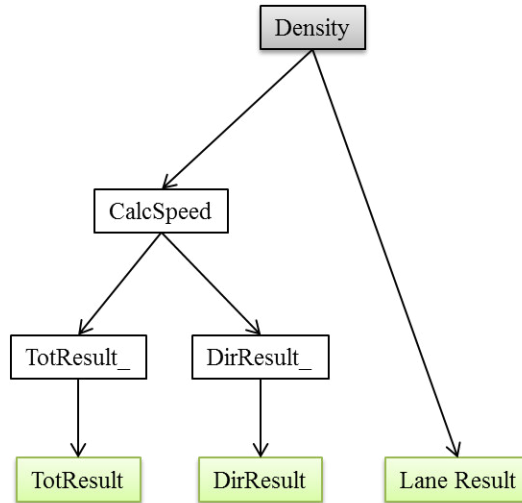 Density
CalcSpeed
TotResult_
DirResult_
TotResult
DirResult
Lane Result